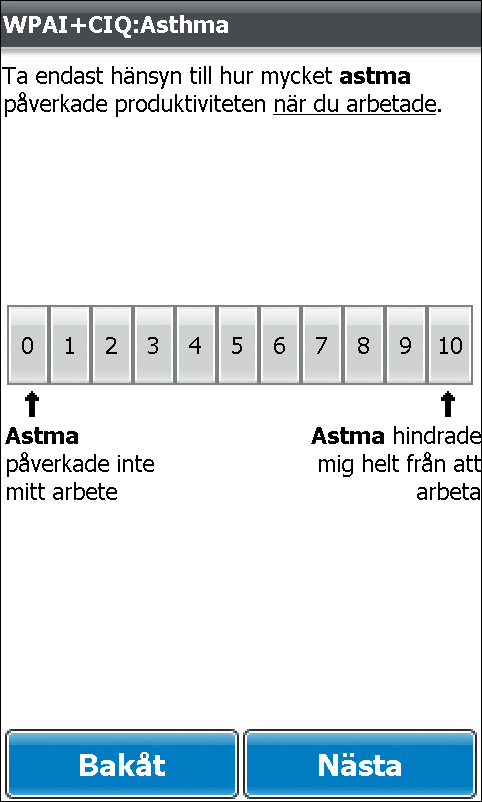 WPAI+CIQ:Asthma
Ta endast hänsyn till hur mycket astma
påverkade produktiviteten när du arbetade.
0 1 2 3 4 5 6 7 8 9 10
Astma
påverkade inte
mitt arbete
Astma hindrade
mig helt från att
arbeta
Bakåt Nästa